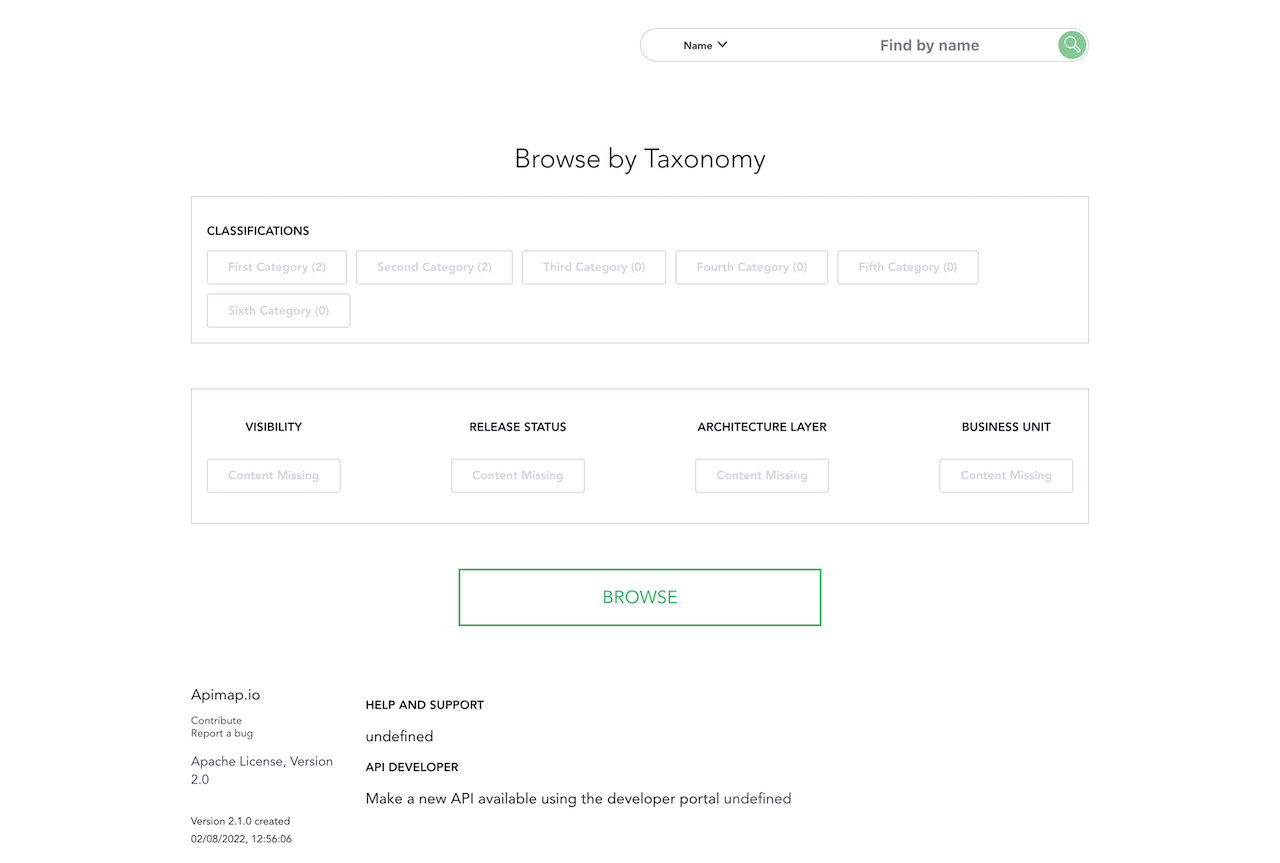 Name
Find by name
Browse by Taxonomy
CLASSIFICATIONS
First Category (2)
Second Category (2)
Third Category (0)
Fourth Category (0)
Fifth Category (0)
Sixth Category (0)
VISIBILITY
RELEASE STATUS
ARCHITECTURE LAYER
BUSINESS UNIT
Content Missing
Content Missing
Content Missing
Content Missing
BROWSE
Apimap.io
Contribute
Report a bug
Apache License, Version
2.0
Version 2.1.0 created
02/08/2022, 12:56:06
HELP AND SUPPORT
undefined
API DEVELOPER
Make a new API available using the developer portal undefined